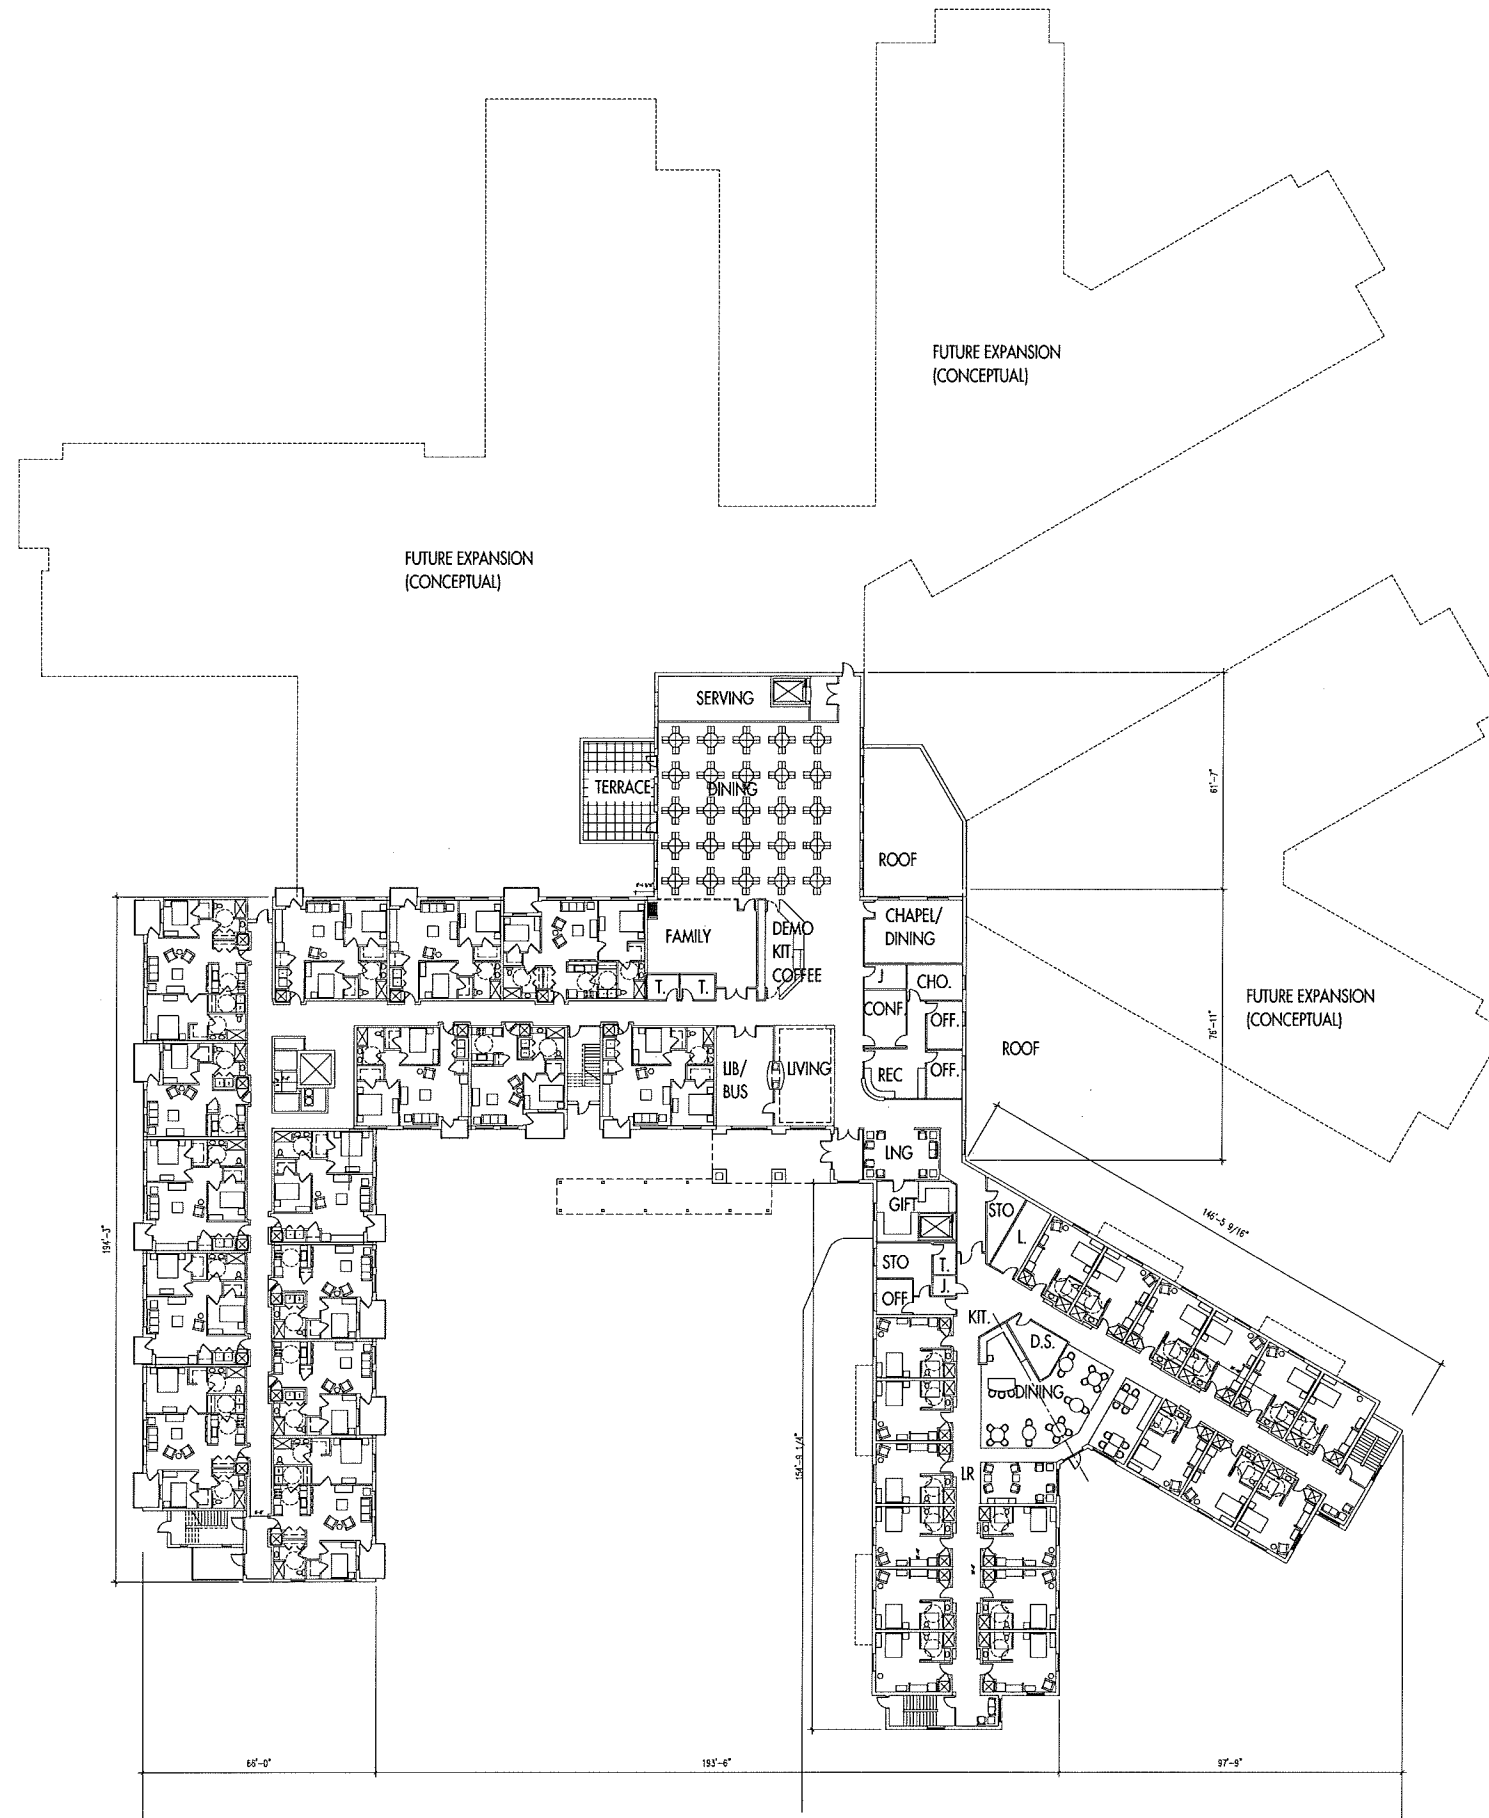 FUTURE EXPANSION
(CONCEPTUAL)
FUTURE EXPANSION
(CONCEPTUAL)
SERVING
TERRACE
DINING
61'-7"
ROOF
CHAPEL/
DINING
FAMILY
DEMO
KIT.
COFFEE
T.
T.
J
CHO.
CONF.
OFF.
FUTURE EXPANSION
(CONCEPTUAL)
76'-11"
ROOF
LIB/
BUS
LIVING
REC
OFF.
LNG
GIFT
STO
L.
146'-5 9/16"
194'-3"
STO
T.
J.
OFF.
KIT.
D.S.
DINING
154'-9 1/4"
LR
66'-0"
193'-6"
97'-9"